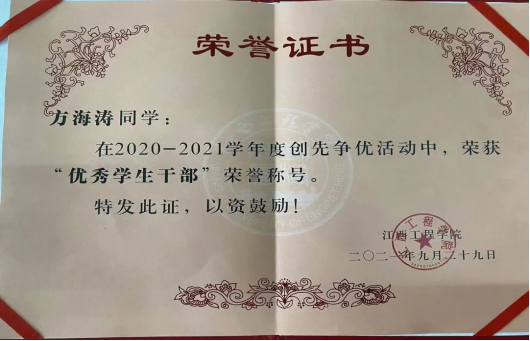 荣誉证书
方海涛同学：
在2020-2021学年度创先争优活动中，荣获
“优秀学生干部”荣誉称号。
特发此证，以资鼓励！
江西工程学院
二〇二一年九月二十九日